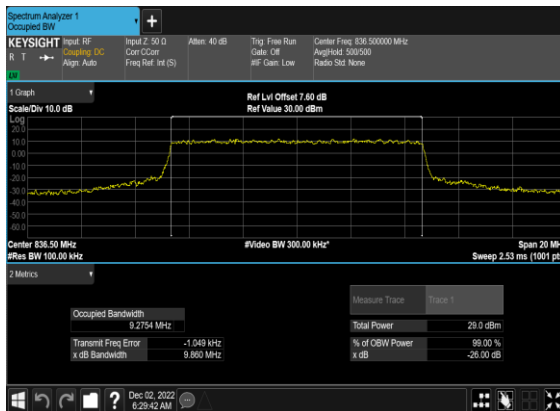 Spectrum Analyzer 1
Occupied BW
KEYSIGHT
R T
Input: RF
Coupling: DC
Align: Auto
Input Z: 50 Ω
Corr CCorr
Freq Ref: Int (S)
Atten: 40 dB
Trig: Free Run
Gate: Off
#IF Gain: Low
Center Freq: 836.500000 MHz
Avg|Hold: 500/500
Radio Std: None
1 Graph
Scale/Div 10.0 dB
Ref Lvl Offset 7.60 dB
Ref Value 30.00 dBm
Log
20.0
10.0
0.00
-10.0
-20.0
-30.0
-40.0
-50.0
-60.0
Center 836.50 MHz
#Video BW 300.00 kHz*
Span 20 MH
#Res BW 100.00 kHz
Sweep 2.53 ms (1001 pt
2 Metrics
Measure Trace Trace 1
Occupied Bandwidth
9.2754 MHz
Total Power 29.0 dBm
Transmit Freq Error -1.049 kHz
% of OBW Power 99.00 %
x dB Bandwidth 9.860 MHz
x dB -26.00 dB
Dec 02, 2022
6:29:42 AM